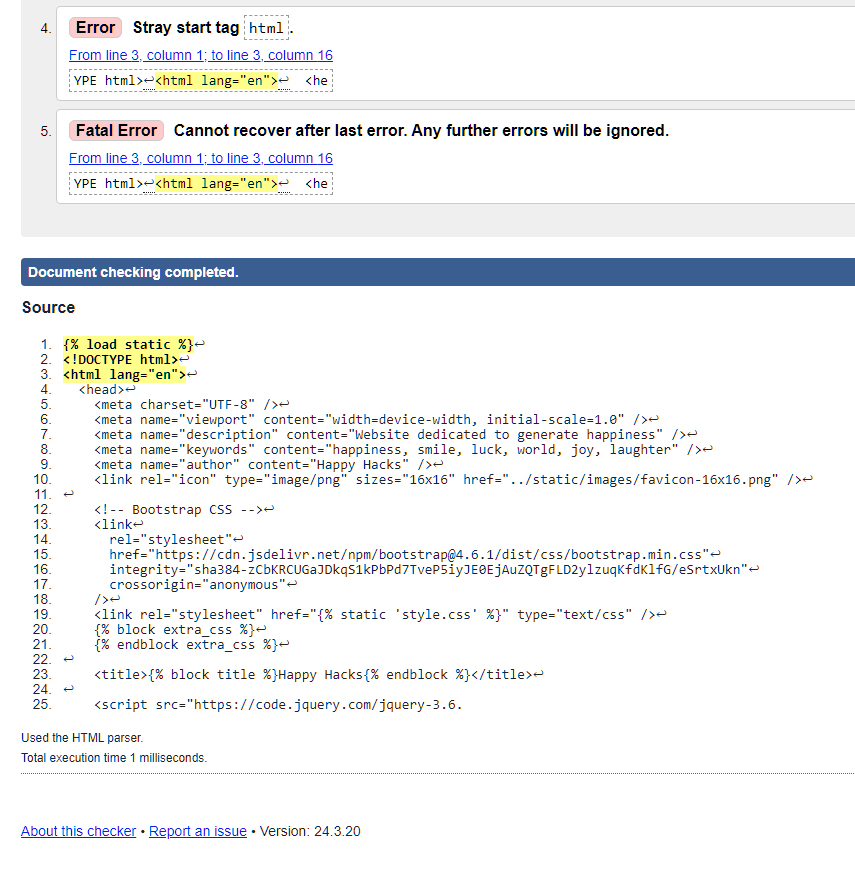 4. Error Stray start tag html.
From line 3, column 1; to line 3, column 16
YPE html>↩<html lang="en">↩  <he
5. Fatal Error Cannot recover after last error. Any further errors will be ignored.
From line 3, column 1; to line 3, column 16
YPE html>↩<html lang="en">↩  <he
Document checking completed.
Source
1. {% load static %}↩
2. <!DOCTYPE html>↩
3. <html lang="en">↩
4.   <head>↩
5.     <meta charset="UTF-8" />↩
6.     <meta name="viewport" content="width=device-width, initial-scale=1.0" />↩
7.     <meta name="description" content="Website dedicated to generate happiness" />↩
8.     <meta name="keywords" content="happiness, smile, luck, world, joy, laughter" />↩
9.     <meta name="author" content="Happy Hacks" />↩
10.     <link rel="icon" type="image/png" sizes="16x16" href="../static/images/favicon-16x16.png" />↩
11. ↩
12.     <!-- Bootstrap CSS -->↩
13.     <link↩
14.       rel="stylesheet"↩
15.       href="https://cdn.jsdelivr.net/npm/bootstrap@4.6.1/dist/css/bootstrap.min.css"↩
16.       integrity="sha384-zCbKRCUGaJDkqS1kPbPd7TveP5iyJE0EjAuZQTgFLD2ylzuqKfdKlfG/eSrtxUkn"↩
17.       crossorigin="anonymous"↩
18.     />↩
19.     <link rel="stylesheet" href="{% static 'style.css' %}" type="text/css" />↩
20.     {% block extra_css %}↩
21.     {% endblock extra_css %}↩
22. ↩
23.     <title>{% block title %}Happy Hacks{% endblock %}</title>↩
24. ↩
25.     <script src="https://code.jquery.com/jquery-3.6.
Used the HTML parser.
Total execution time 1 milliseconds.
About this checker • Report an issue • Version: 24.3.20